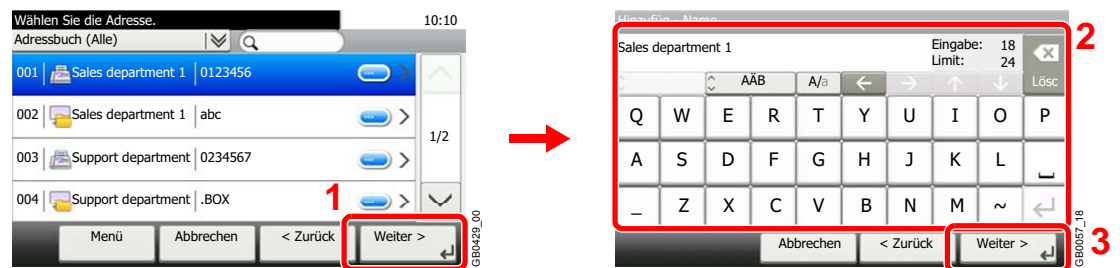 Wählen Sie die Adresse.
10:10
Adressbuch (Alle)
001 Sales department 1 0123456
002 Sales department 1 abc
003 Support department 0234567
004 Support department .BOX
1/2
1
Menü Abbrechen < Zurück Weiter >
GB0429_00
Hinzufüg - Name
2
Sales department 1
Eingabe: 18
Limit: 24
AÄB A/a Lösc
Q W E R T Y U I O P
A S D F G H J K L
_ Z X C V B N M ~
Abbrechen < Zurück Weiter >
3
GB0057_18